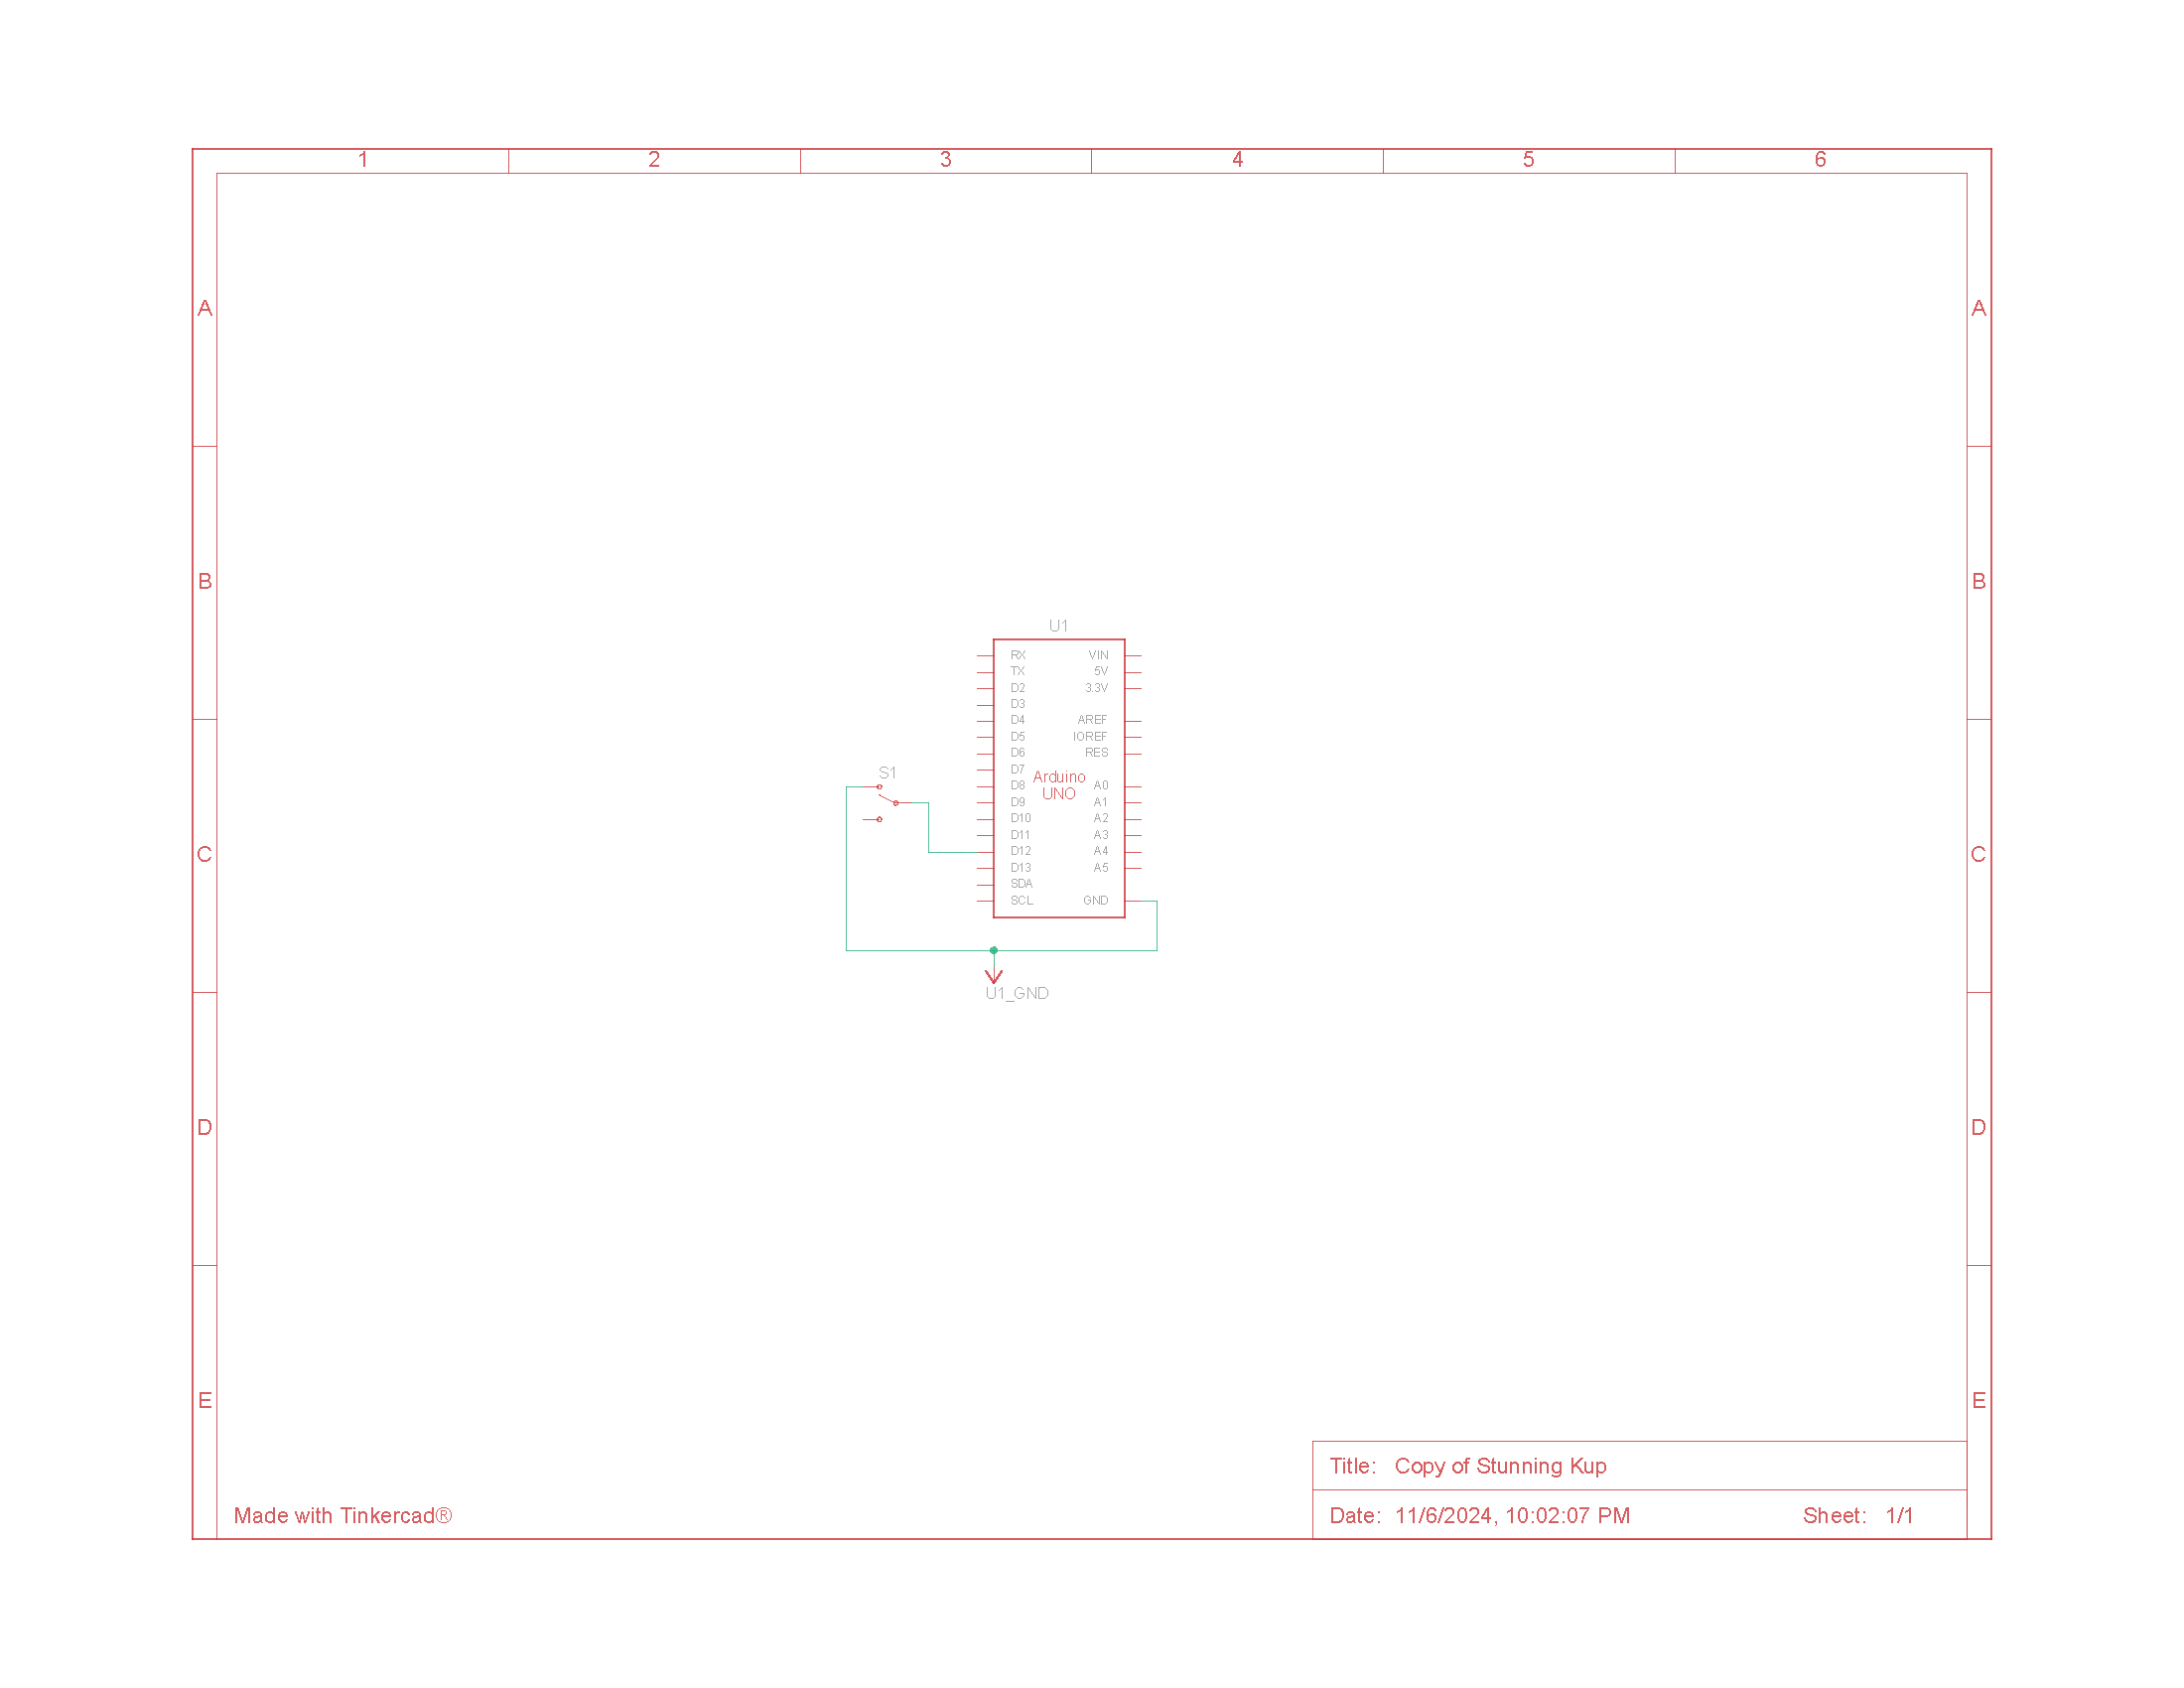 1 2 3 4 5 6
A A
B B
U1
RX VIN
TX 5V
D2 3.3V
D3
D4 AREF
D5 IOREF
D6 RES
D7
S1
Arduino
D8 A0
UNO
D9 A1
D10 A2
D11 A3
D12 A4
C C
D13 A5
SDA
SCL GND
U1_GND
D D
E E
Title: Copy of Stunning Kup
Made with Tinkercad®
Date: 11/6/2024, 10:02:07 PM Sheet: 1/1